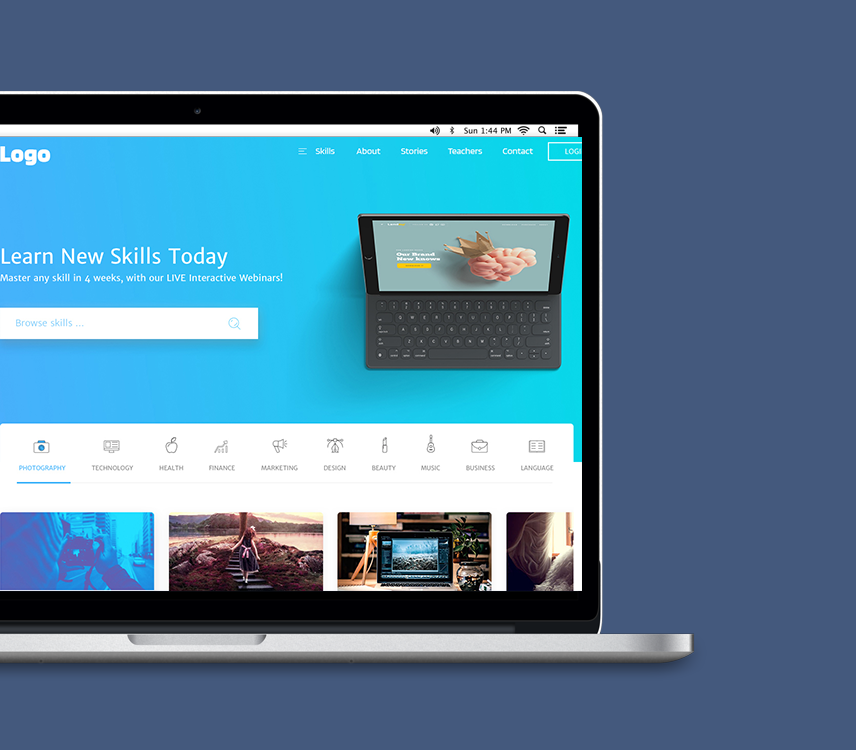 Sun 1:44 PM
Logo
Skills About Stories Teachers Contact LOGI
Learn New Skills Today
Master any skill in 4 weeks, with our LIVE Interactive Webinars!
Browse skills ...
Our Brand
New knows
PHOTOGRAPHY TECHNOLOGY HEALTH FINANCE MARKETING DESIGN BEAUTY MUSIC BUSINESS LANGUAGE